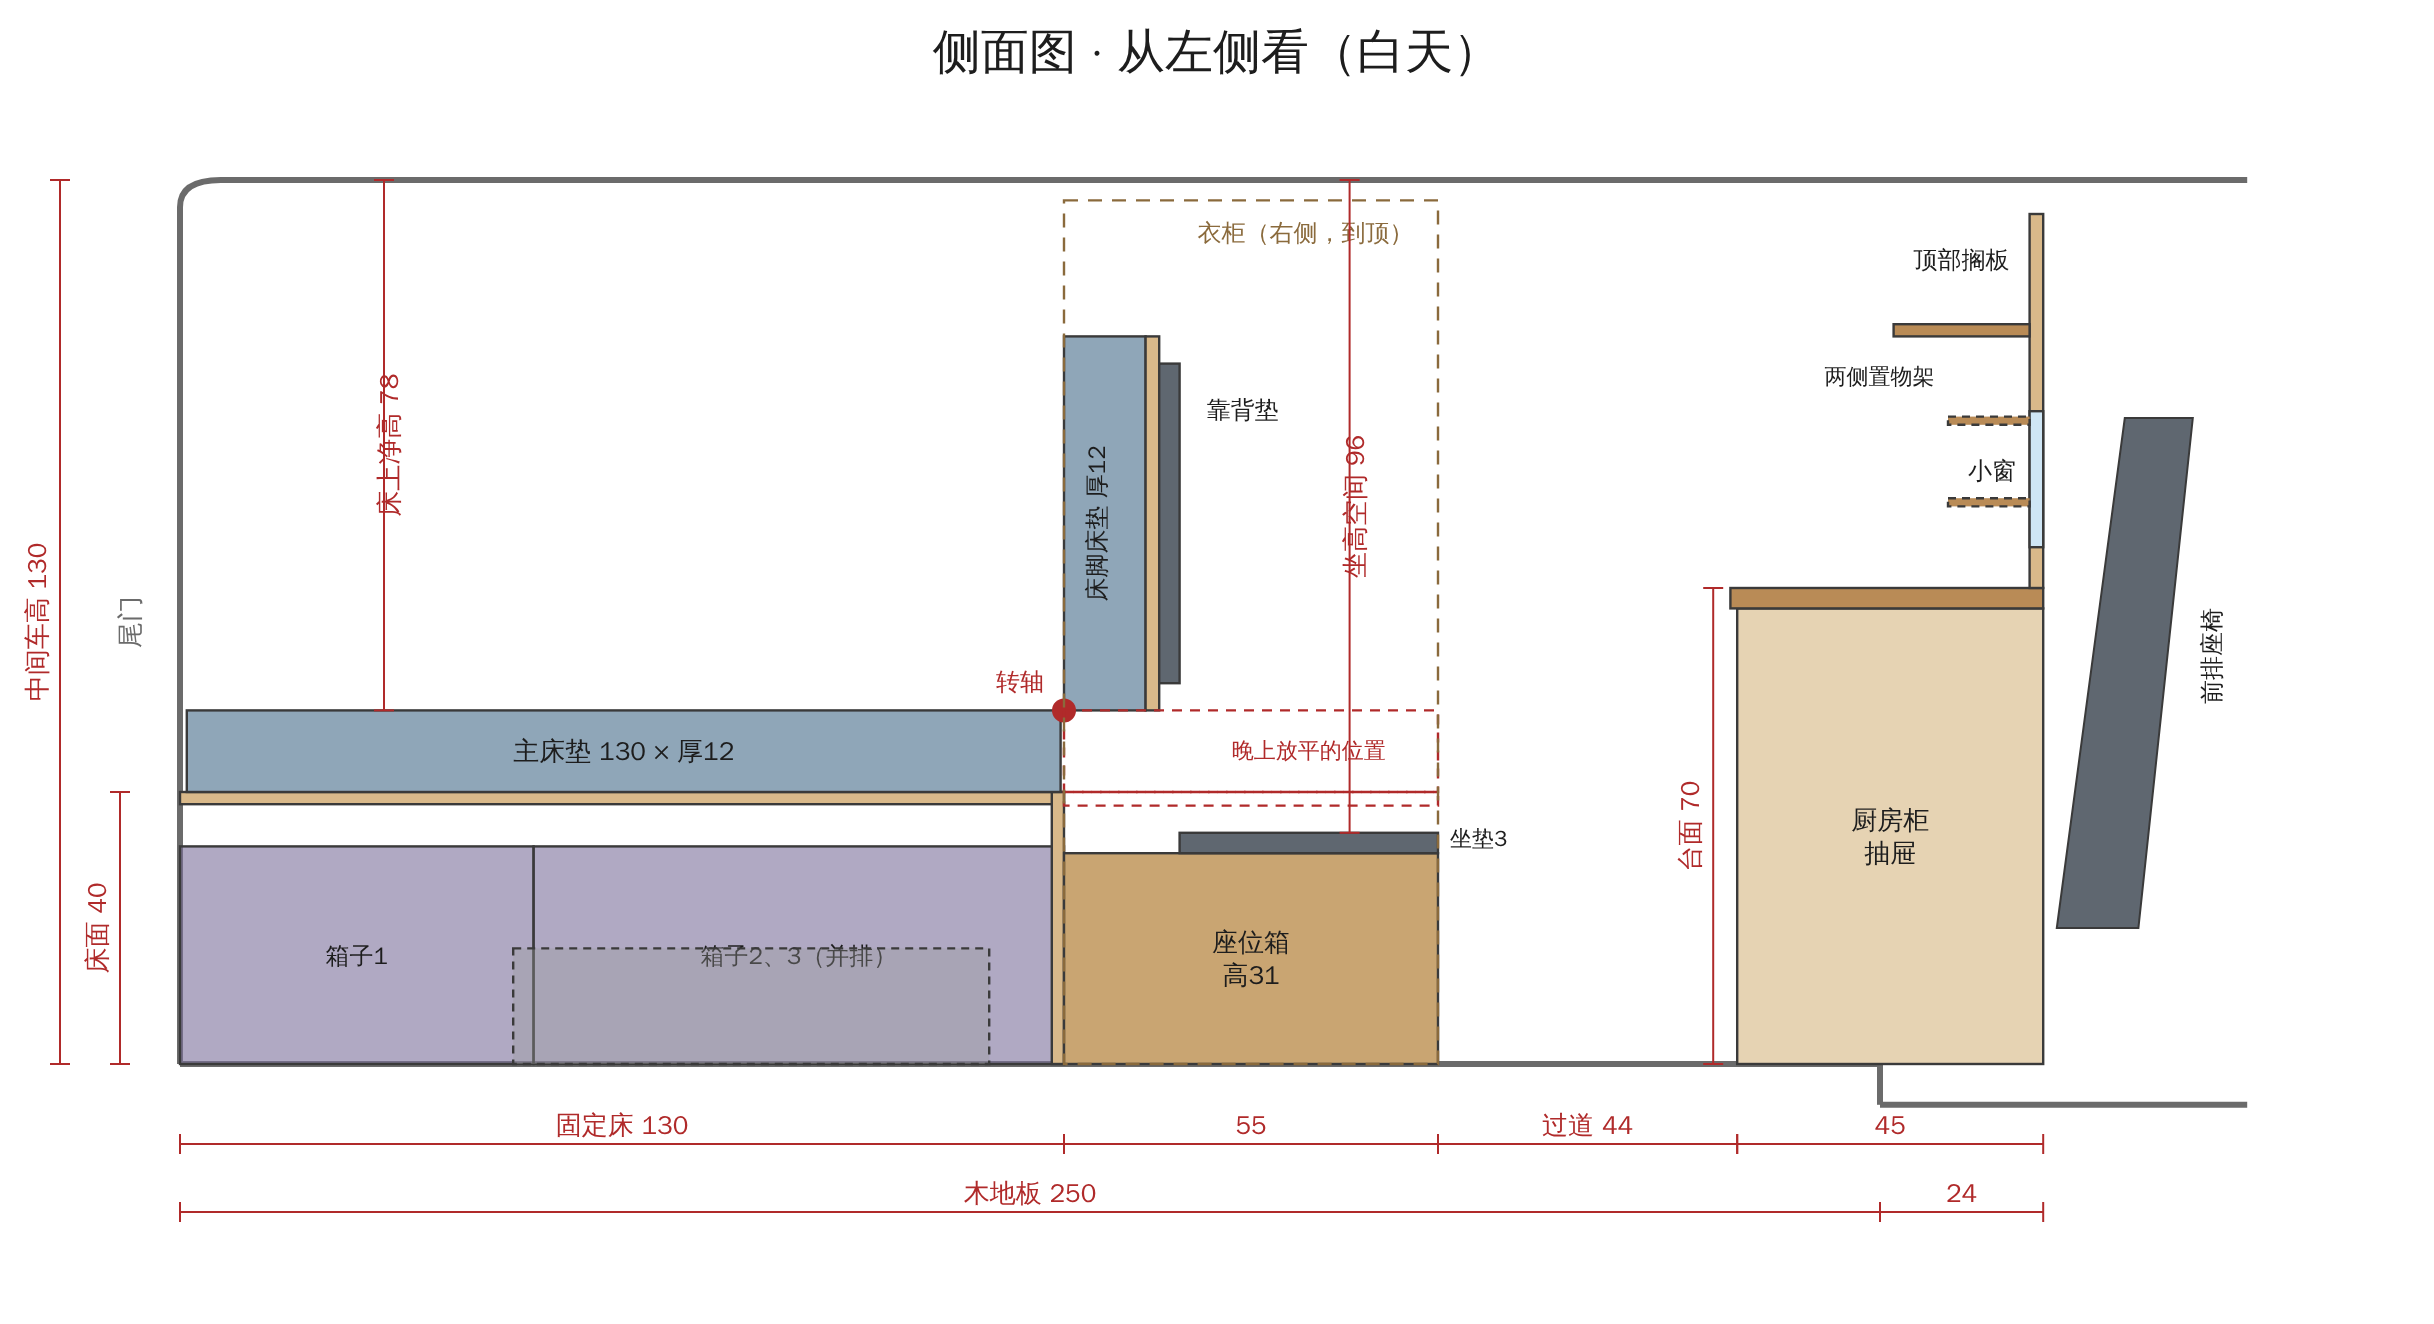 侧面图 · 从左侧看（白天）
衣柜（右侧，到顶）
顶部搁板
两侧置物架
靠背垫
小窗
床上净高 78
床脚床垫 厚12
坐高空间 96
中间车高 130
尾门
前排座椅
转轴
主床垫 130 × 厚12
晚上放平的位置
坐垫3
台面 70
厨房柜
抽屉
床面 40
箱子1
箱子2、3（并排）
座位箱
高31
固定床 130
55
过道 44
45
木地板 250
24